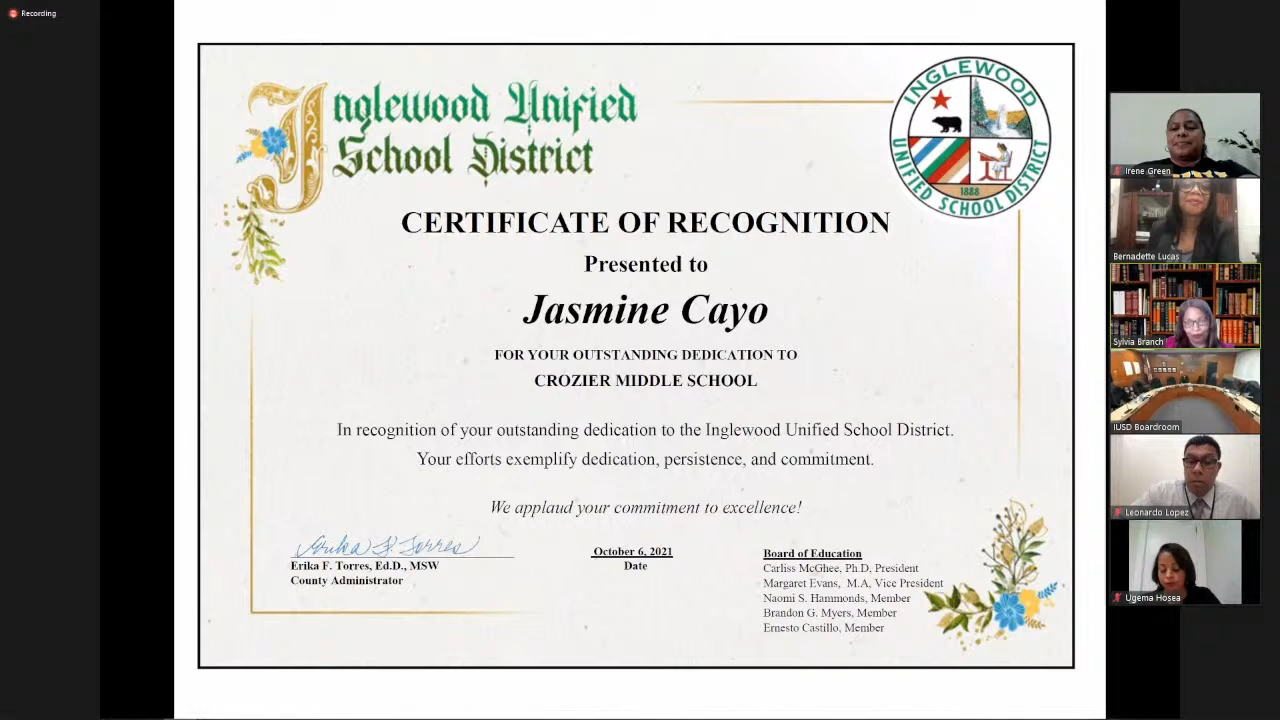 Recording
Inglewood Unified
School District
INGLEWOOD
UNIFIED SCHOOL DISTRICT
1888
CERTIFICATE OF RECOGNITION
Presented to
Jasmine Cayo
FOR YOUR OUTSTANDING DEDICATION TO
CROZIER MIDDLE SCHOOL
In recognition of your outstanding dedication to the Inglewood Unified School District.
Your efforts exemplify dedication, persistence, and commitment.
We applaud your commitment to excellence!
Erika F. Torres
Erika F. Torres, Ed.D., MSW
County Administrator
October 6, 2021
Date
Board of Education
Carliss McGhee, Ph.D, President
Margaret Evans, M.A, Vice President
Naomi S. Hammonds, Member
Brandon G. Myers, Member
Ernesto Castillo, Member
Irene Green
Bernadette Lucas
Sylvia Branch
IUSD Boardroom
Leonardo Lopez
Ugema Hosea